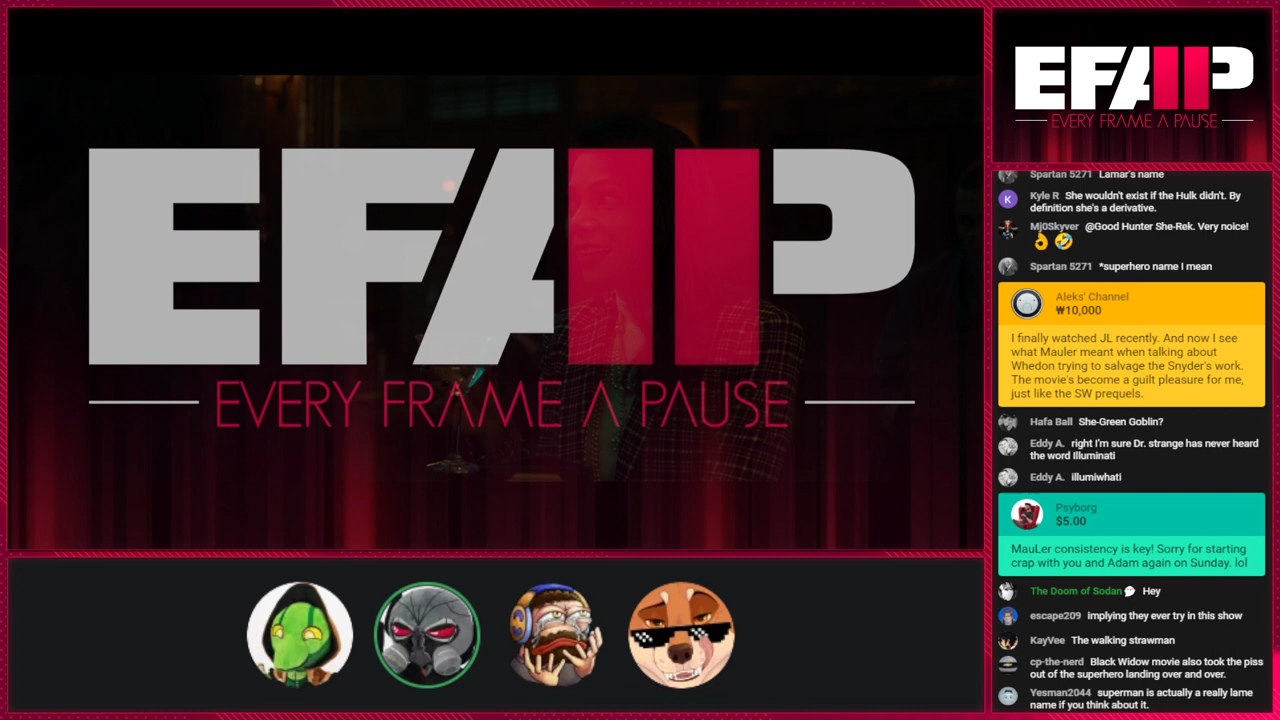 EFAP
EVERY FRAME A PAUSE
EFAP
EVERY FRAME A PAUSE
Spartan 5271 Lamar's name
K
Kyle R She wouldn't exist if the Hulk didn't. By
definition she's a derivative.
Mj0Skyver @Good Hunter She-Rek. Very noice!
👌 🤣
Spartan 5271 *superhero name I mean
Aleks' Channel
₩10,000
I finally watched JL recently. And now I see
what Mauler meant when talking about
Whedon trying to salvage the Snyder's work.
The movie's become a guilt pleasure for me,
just like the SW prequels.
Hafa Ball She-Green Goblin?
Eddy A. right I'm sure Dr. strange has never heard
the word Illuminati
Eddy A. illumiwhati
Psyborg
$5.00
MauLer consistency is key! Sorry for starting
crap with you and Adam again on Sunday. lol
The Doom of Sodan Hey
escape209 implying they ever try in this show
KayVee The walking strawman
cp-the-nerd Black Widow movie also took the piss
out of the superhero landing over and over.
Yesman2044 superman is actually a really lame
name if you think about it.